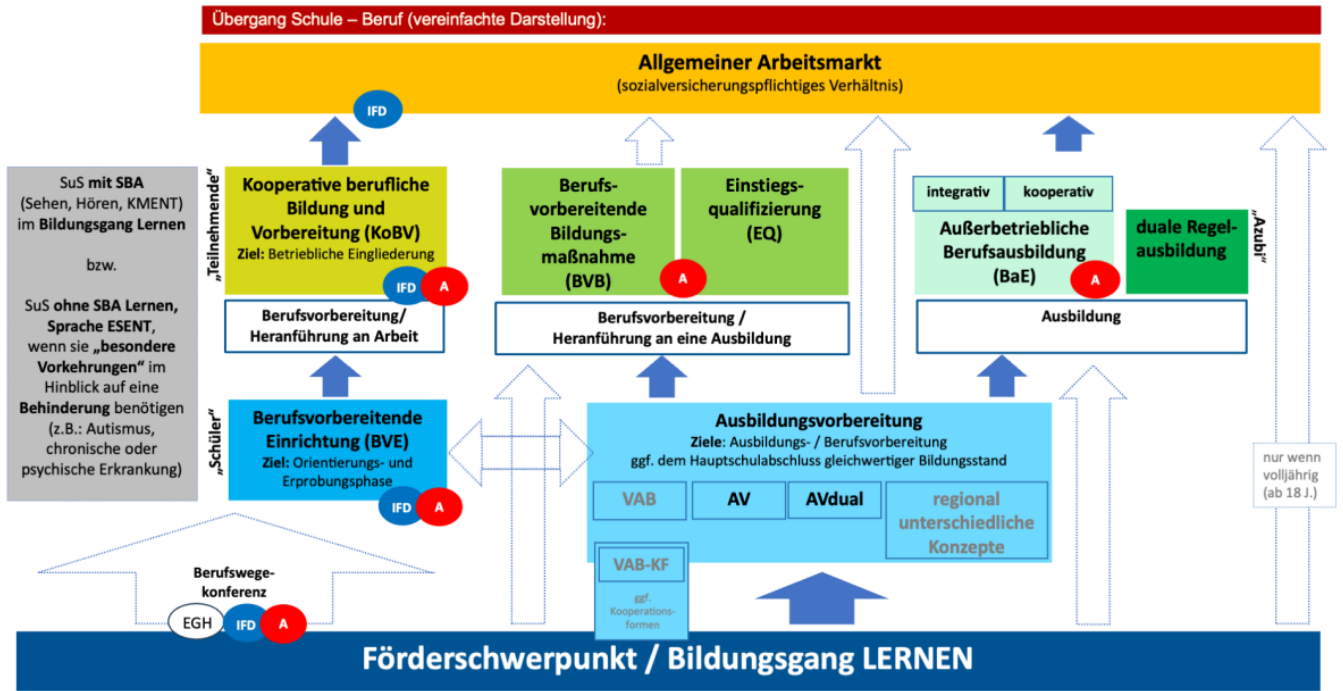 Übergang Schule – Beruf (vereinfachte Darstellung):
Allgemeiner Arbeitsmarkt
(sozialversicherungspflichtiges Verhältnis)
IFD
SuS mit SBA
(Sehen, Hören, KMENT)
im Bildungsgang Lernen
bzw.
SuS ohne SBA Lernen,
Sprache ESENT,
wenn sie „besondere
Vorkehrungen" im
Hinblick auf eine
Behinderung benötigen
(z.B.: Autismus,
chronische oder
psychische Erkrankung)
„Teilnehmende"
Kooperative berufliche
Bildung und
Vorbereitung (KoBV)
Ziel: Betriebliche Eingliederung
IFD
A
Berufsvorbereitung/
Heranführung an Arbeit
Berufs-
vorbereitende
Bildungs-
maßnahme
(BVB)
Einstiegs-
qualifizierung
(EQ)
A
Berufsvorbereitung /
Heranführung an eine Ausbildung
integrativ
kooperativ
Außerbetriebliche
Berufsausbildung
(BaE)
A
duale Regel-
ausbildung
„Azubi"
Ausbildung
„Schüler"
Berufsvorbereitende
Einrichtung (BVE)
Ziel: Orientierungs- und
Erprobungsphase
IFD
A
Ausbildungsvorbereitung
Ziele: Ausbildungs- / Berufsvorbereitung
ggf. dem Hauptschulabschluss gleichwertiger Bildungsstand
VAB
AV
AVdual
regional
unterschiedliche
Konzepte
VAB-KF
ggf.
Kooperations-
formen
nur wenn
volljährig
(ab 18 J.)
Berufswege-
konferenz
EGH
IFD
A
Förderschwerpunkt / Bildungsgang LERNEN